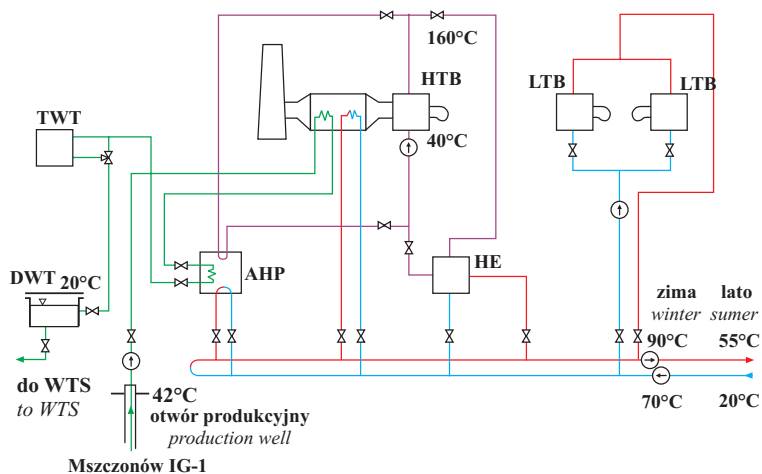 160°C
HTB
LTB
LTB
TWT
40°C
DWT
20°C
AHP
HE
zima
lato
winter
sumer
90°C
55°C
do WTS
to WTS
42°C
70°C
20°C
otwór produkcyjny
production well
Mszczonów IG-1